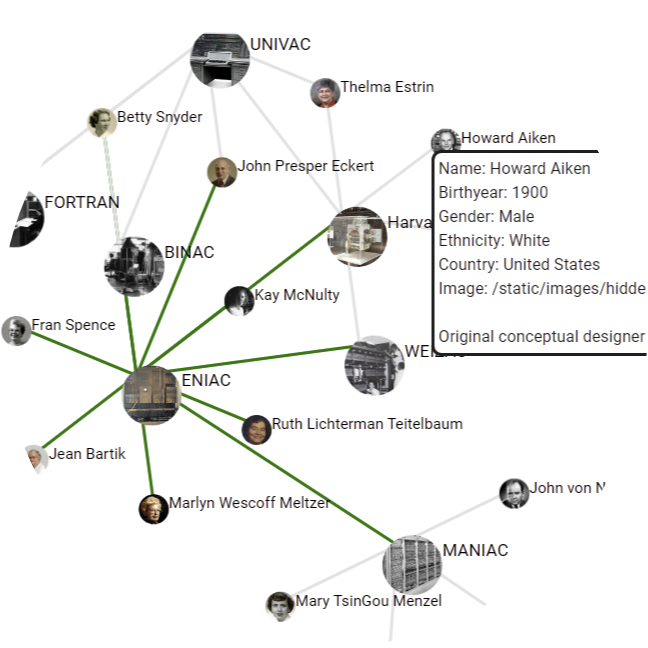 UNIVAC
Thelma Estrin
Betty Snyder
Howard Aiken
John Presper Eckert
Name: Howard Aiken
Birthyear: 1900
Gender: Male
Ethnicity: White
Country: United States
Image: /static/images/hidde
Original conceptual designer
FORTRAN
Harva
BINAC
Kay McNulty
Fran Spence
ENIAC
Ruth Lichterman Teitelbaum
Jean Bartik
Marlyn Wescoff Meltzer
John von
MANIAC
Mary TsinGou Menzel